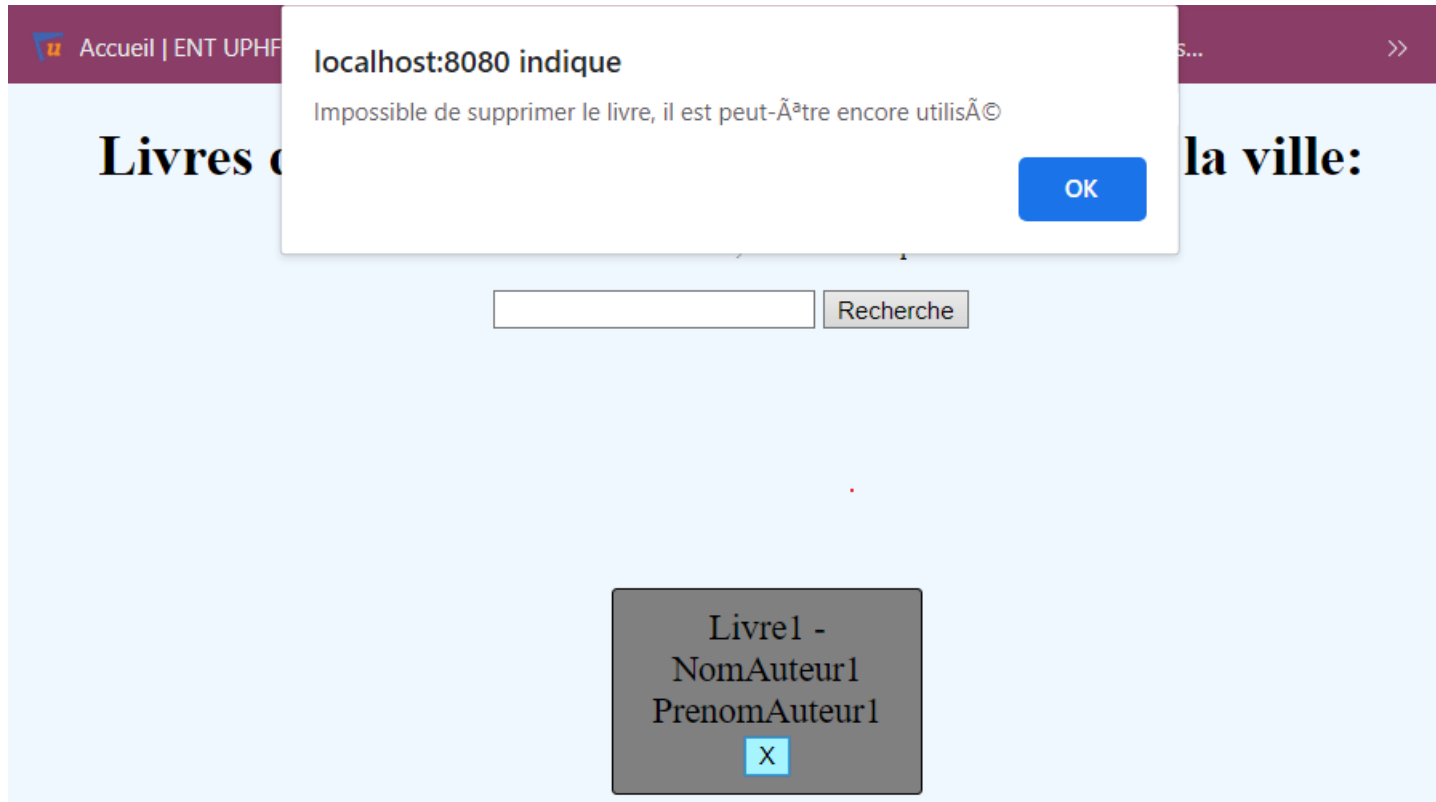 Accueil | ENT UPHF
s...
localhost:8080 indique
Impossible de supprimer le livre, il est peut-Ãªtre encore utilisÃ©
OK
Livres
la ville:
Recherche
Livre1 -
NomAuteur1
PrenomAuteur1
X